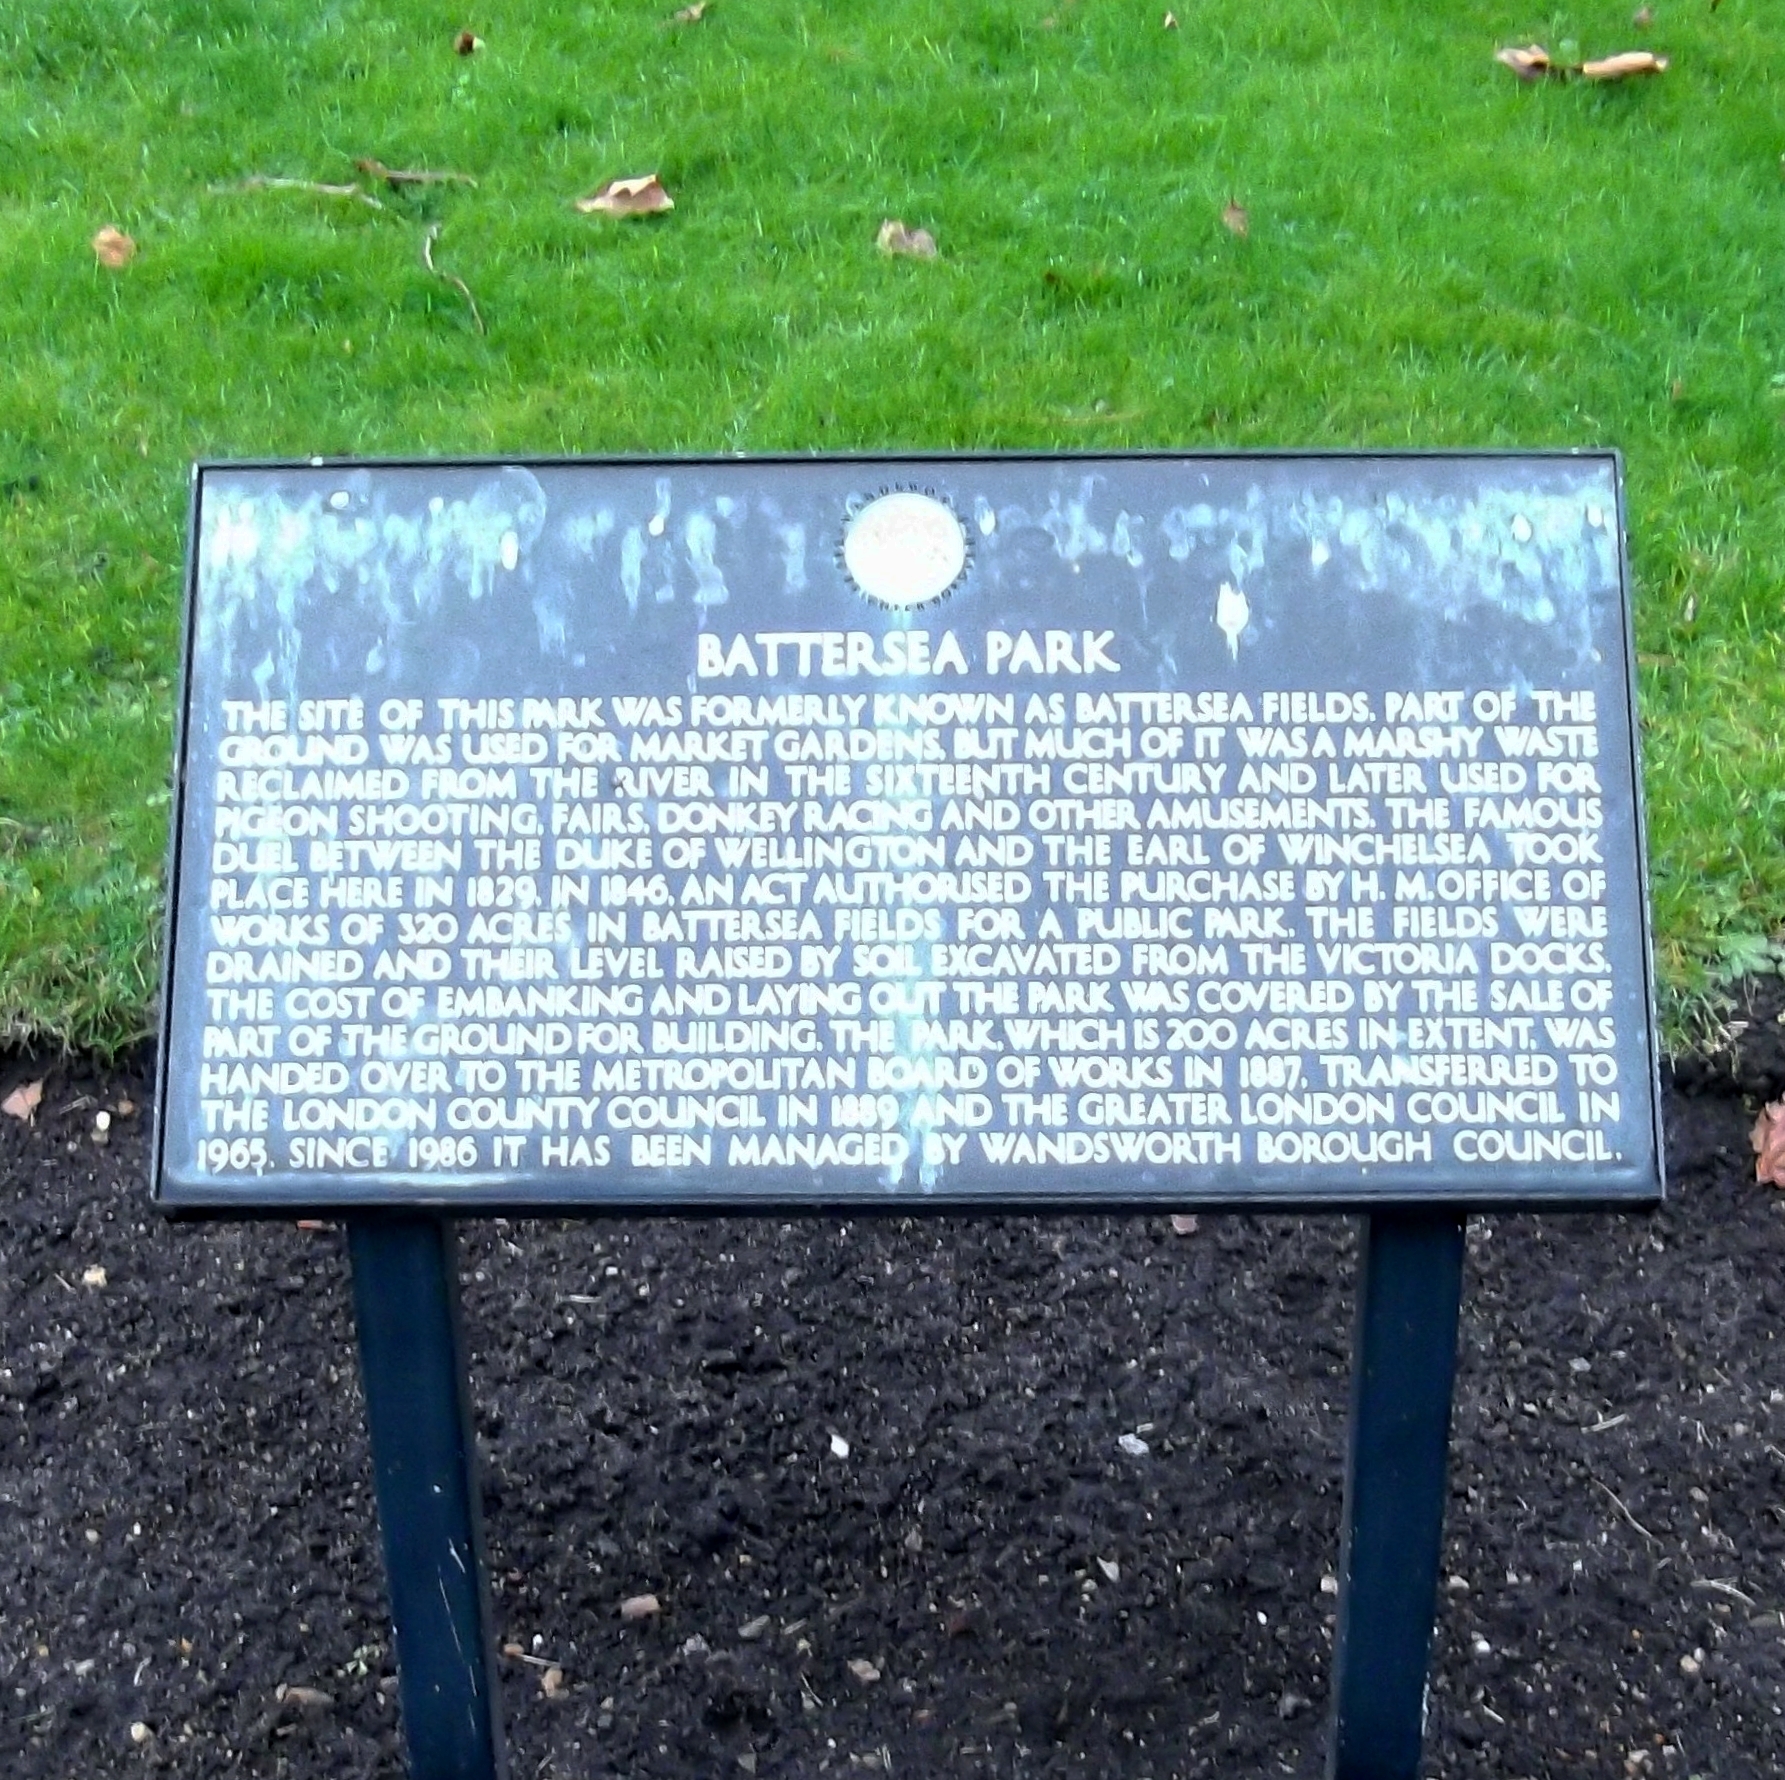 BATTERSEA PARK
THE SITE OF THIS PARK WAS FORMERLY KNOWN AS BATTERSEA FIELDS. PART OF THE
GROUND WAS USED FOR MARKET GARDENS, BUT MUCH OF IT WAS A MARSHY WASTE
RECLAIMED FROM THE RIVER IN THE SIXTEENTH CENTURY AND LATER USED FOR
PIGEON SHOOTING, FAIRS, DONKEY RACING AND OTHER AMUSEMENTS. THE FAMOUS
DUEL BETWEEN THE DUKE OF WELLINGTON AND THE EARL OF WINCHELSEA TOOK
PLACE HERE IN 1829. IN 1846, AN ACT AUTHORISED THE PURCHASE BY H. M. OFFICE OF
WORKS OF 320 ACRES IN BATTERSEA FIELDS FOR A PUBLIC PARK. THE FIELDS WERE
DRAINED AND THEIR LEVEL RAISED BY SOIL EXCAVATED FROM THE VICTORIA DOCKS.
THE COST OF EMBANKING AND LAYING OUT THE PARK WAS COVERED BY THE SALE OF
PART OF THE GROUND FOR BUILDING. THE PARK, WHICH IS 200 ACRES IN EXTENT, WAS
HANDED OVER TO THE METROPOLITAN BOARD OF WORKS IN 1887, TRANSFERRED TO
THE LONDON COUNTY COUNCIL IN 1889 AND THE GREATER LONDON COUNCIL IN
1965. SINCE 1986 IT HAS BEEN MANAGED BY WANDSWORTH BOROUGH COUNCIL.